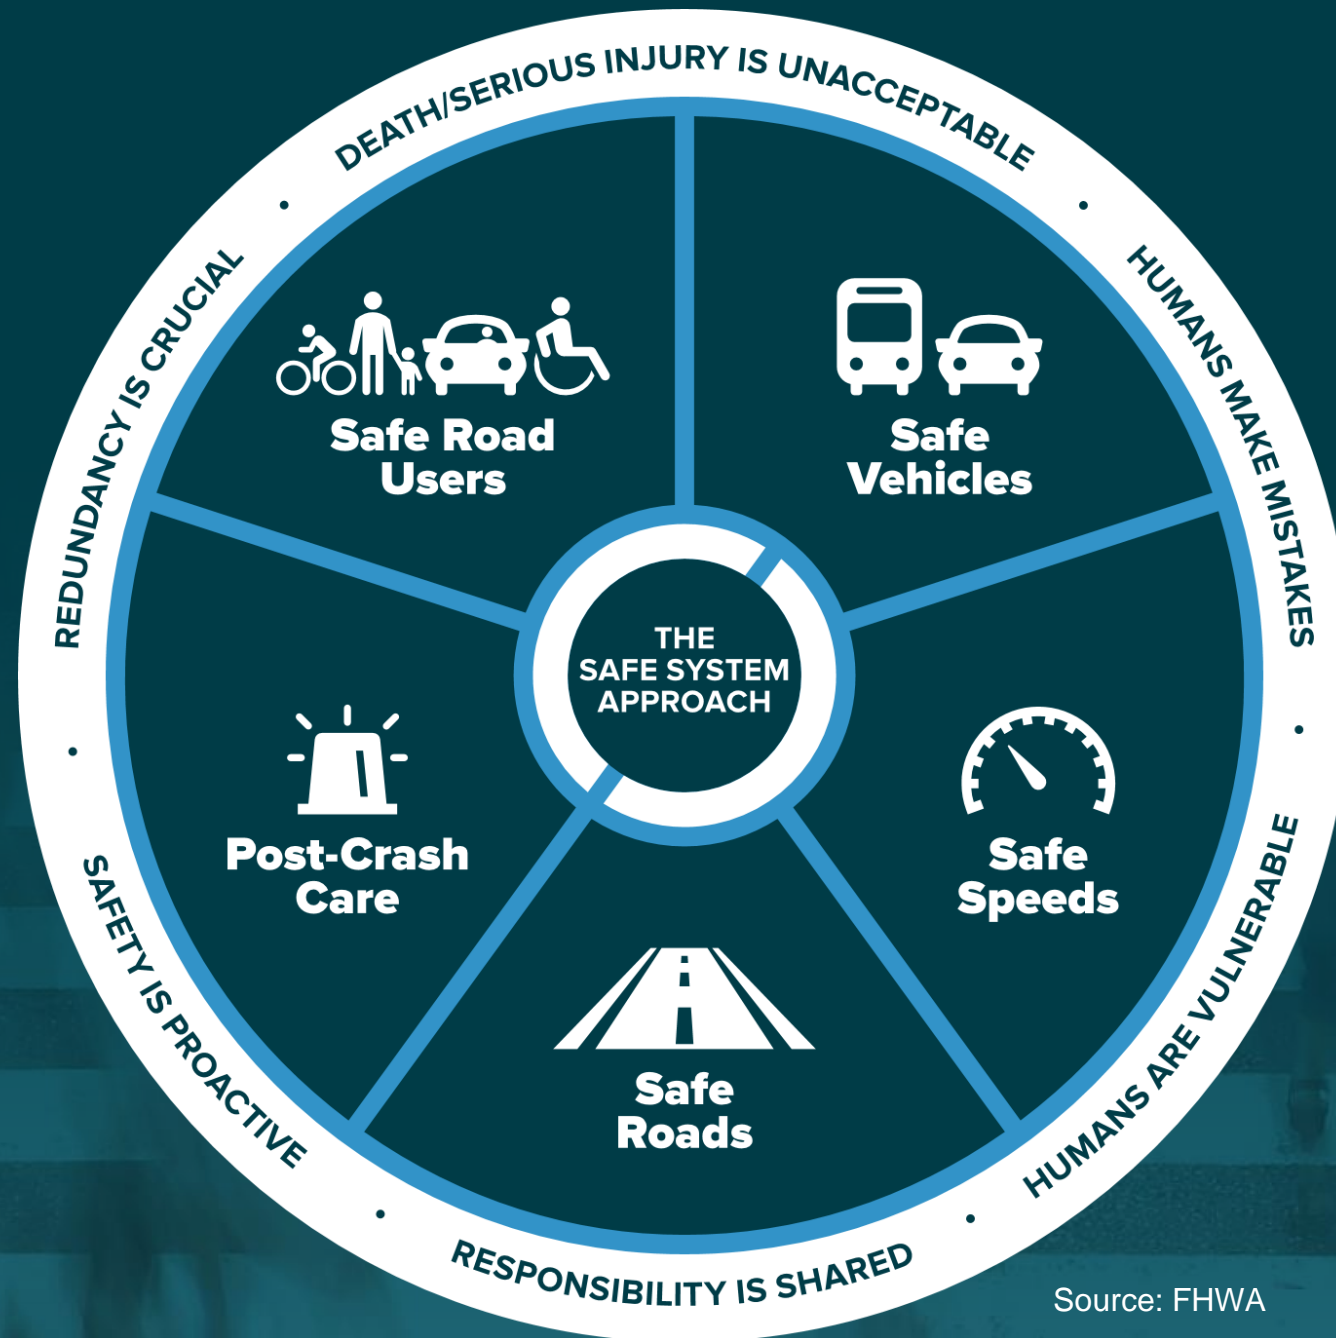 DEATH/SERIOUS INJURY IS UNACCEPTABLE
HUMANS MAKE MISTAKES
HUMANS ARE VULNERABLE
RESPONSIBILITY IS SHARED
SAFETY IS PROACTIVE
REDUNDANCY IS CRUCIAL
Safe Road
Users
Safe
Vehicles
THE
SAFE SYSTEM
APPROACH
Post-Crash
Care
Safe
Speeds
Safe
Roads
Source: FHWA